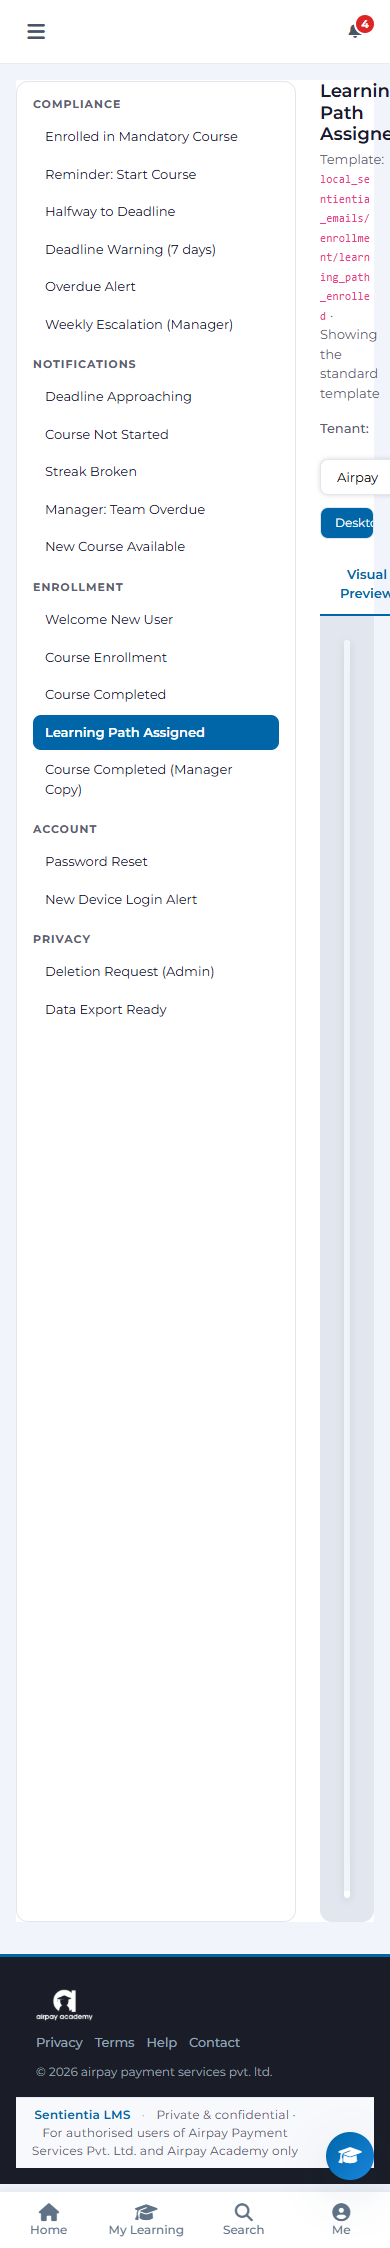 4
COMPLIANCE
Enrolled in Mandatory Course
Reminder: Start Course
Halfway to Deadline
Deadline Warning (7 days)
Overdue Alert
Weekly Escalation (Manager)
NOTIFICATIONS
Deadline Approaching
Course Not Started
Streak Broken
Manager: Team Overdue
New Course Available
ENROLLMENT
Welcome New User
Course Enrollment
Course Completed
Learning Path Assigned
Course Completed (Manager
Copy)
ACCOUNT
Password Reset
New Device Login Alert
PRIVACY
Deletion Request (Admin)
Data Export Ready
Learnin
Path
Assigne
Template:
local_se
ntientia
_emails/
enrollme
nt/learn
ing_path
_enrolle
d ·
Showing
the
standard
template
Tenant:
Airpay
Deskto
Visual
Preview
airpay academy
Privacy Terms Help Contact
© 2026 airpay payment services pvt. ltd.
Sentientia LMS · Private & confidential ·
For authorised users of Airpay Payment
Services Pvt. Ltd. and Airpay Academy only
Home My Learning Search Me